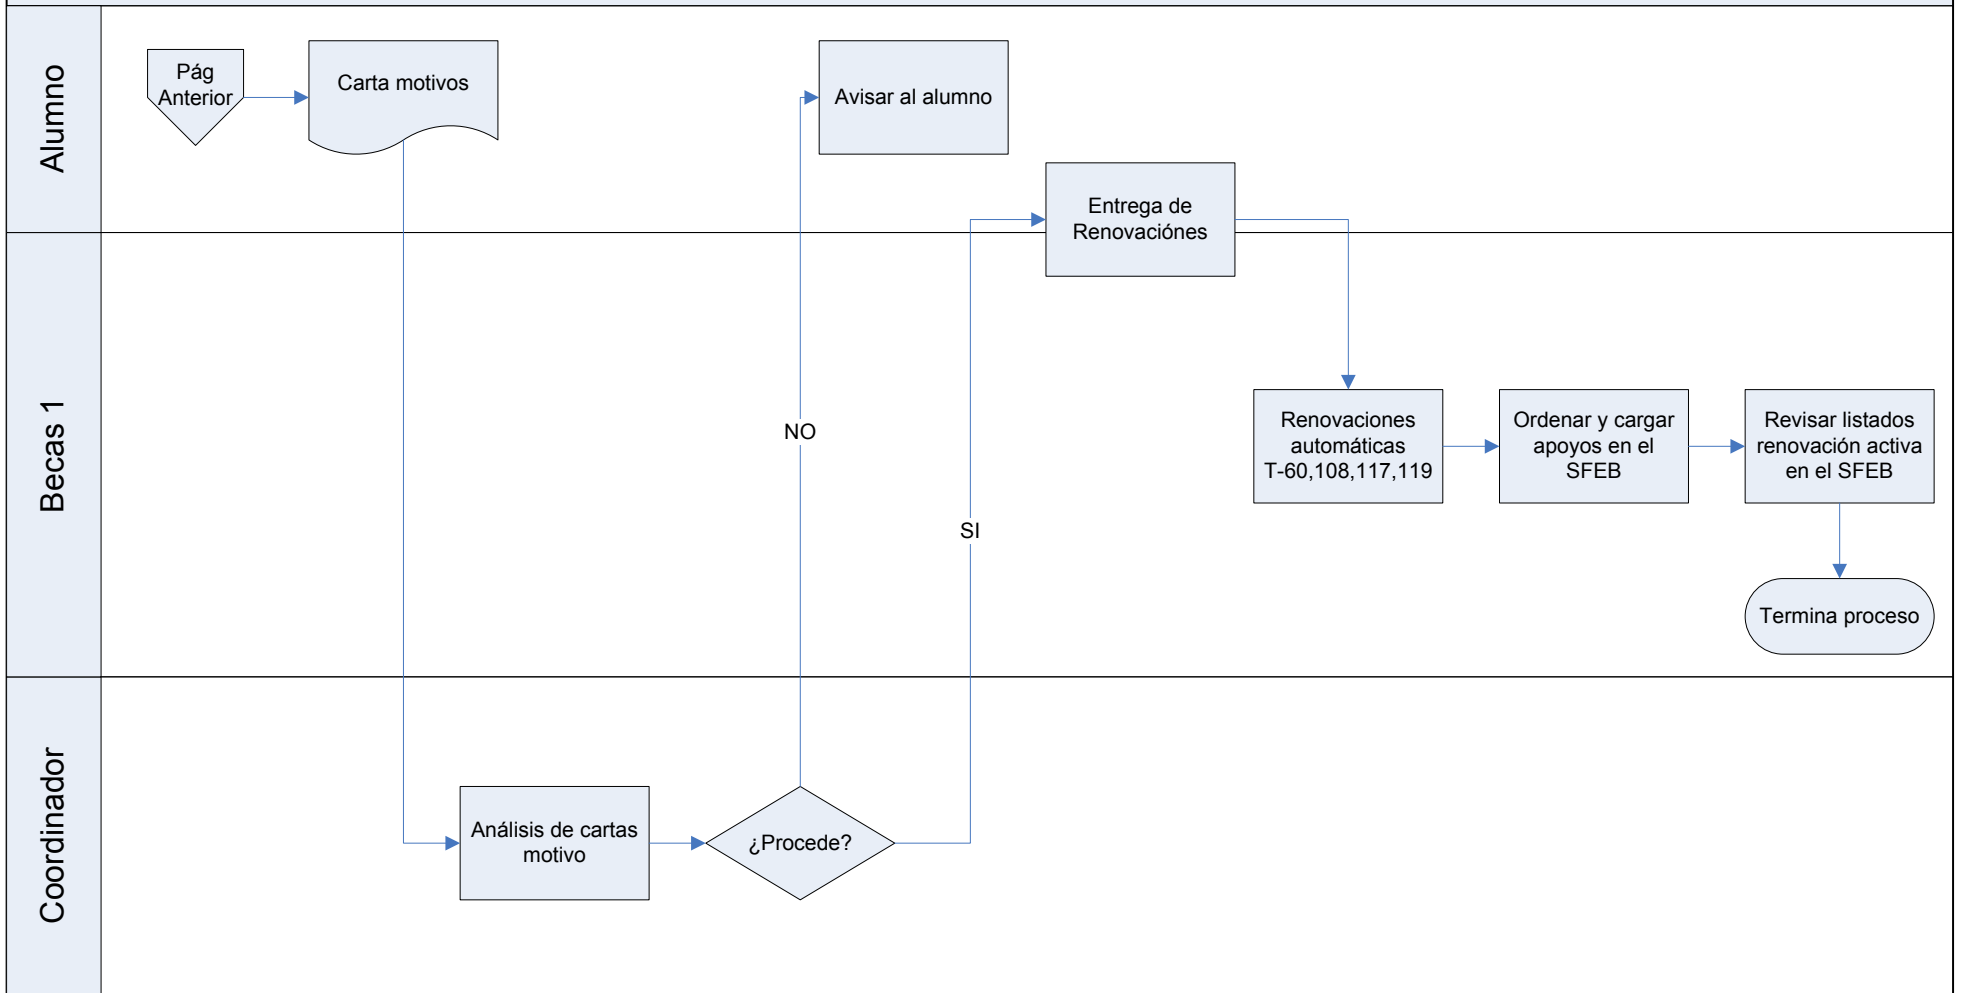 Alumno
Pág
Anterior
Carta motivos
Avisar al alumno
Entrega de
Renovaciónes
Becas 1
NO
SI
Renovaciones
automáticas
T-60,108,117,119
Ordenar y cargar
apoyos en el
SFEB
Revisar listados
renovación activa
en el SFEB
Termina proceso
Coordinador
Análisis de cartas
motivo
¿Procede?